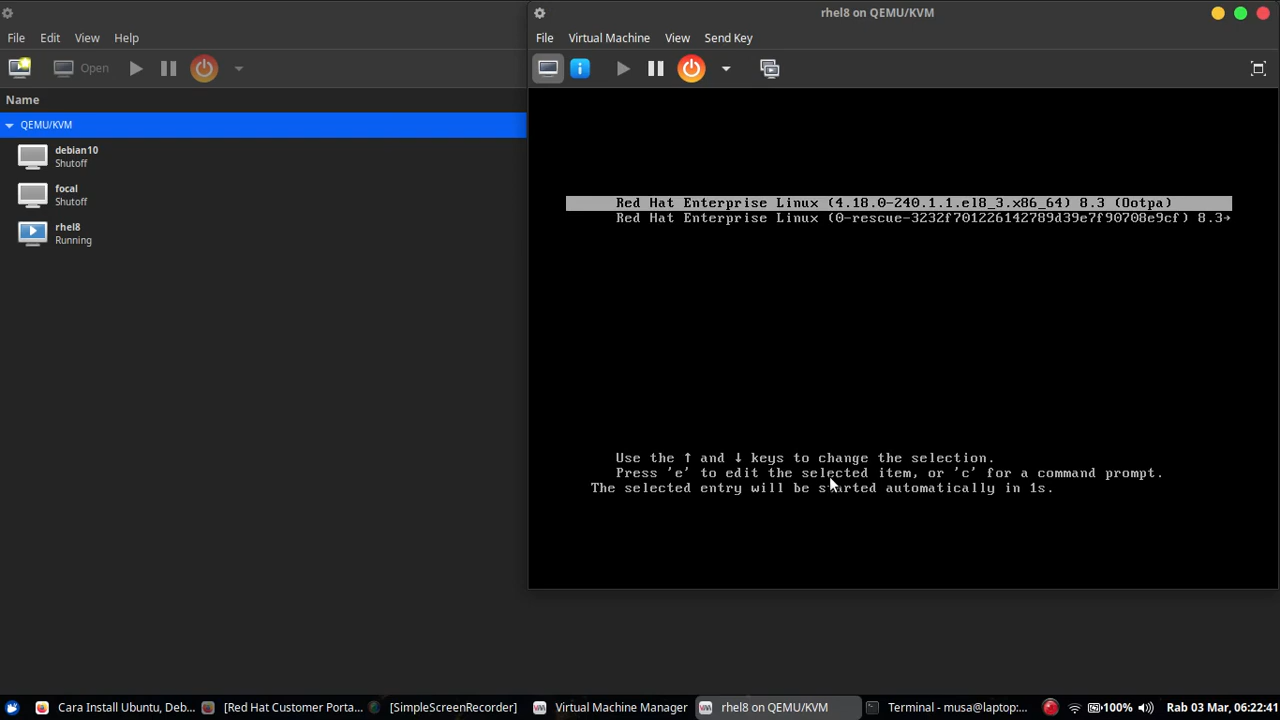 rhel8 on QEMU/KVM
File Edit View Help
File Virtual Machine View Send Key
Open
Name
QEMU/KVM
debian10
Shutoff
focal
Shutoff
rhel8
Running
Red Hat Enterprise Linux (4.18.0-240.1.1.el8_3.x86_64) 8.3 (Ootpa)
Red Hat Enterprise Linux (0-rescue-3232f701226142789d39e7f90708e9cf) 8.3→
Use the ↑ and ↓ keys to change the selection.
Press 'e' to edit the selected item, or 'c' for a command prompt.
The selected entry will be started automatically in 1s.
Cara Install Ubuntu, Deb... [Red Hat Customer Porta... [SimpleScreenRecorder] Virtual Machine Manager rhel8 on QEMU/KVM Terminal - musa@laptop:... 100% Rab 03 Mar, 06:22:41